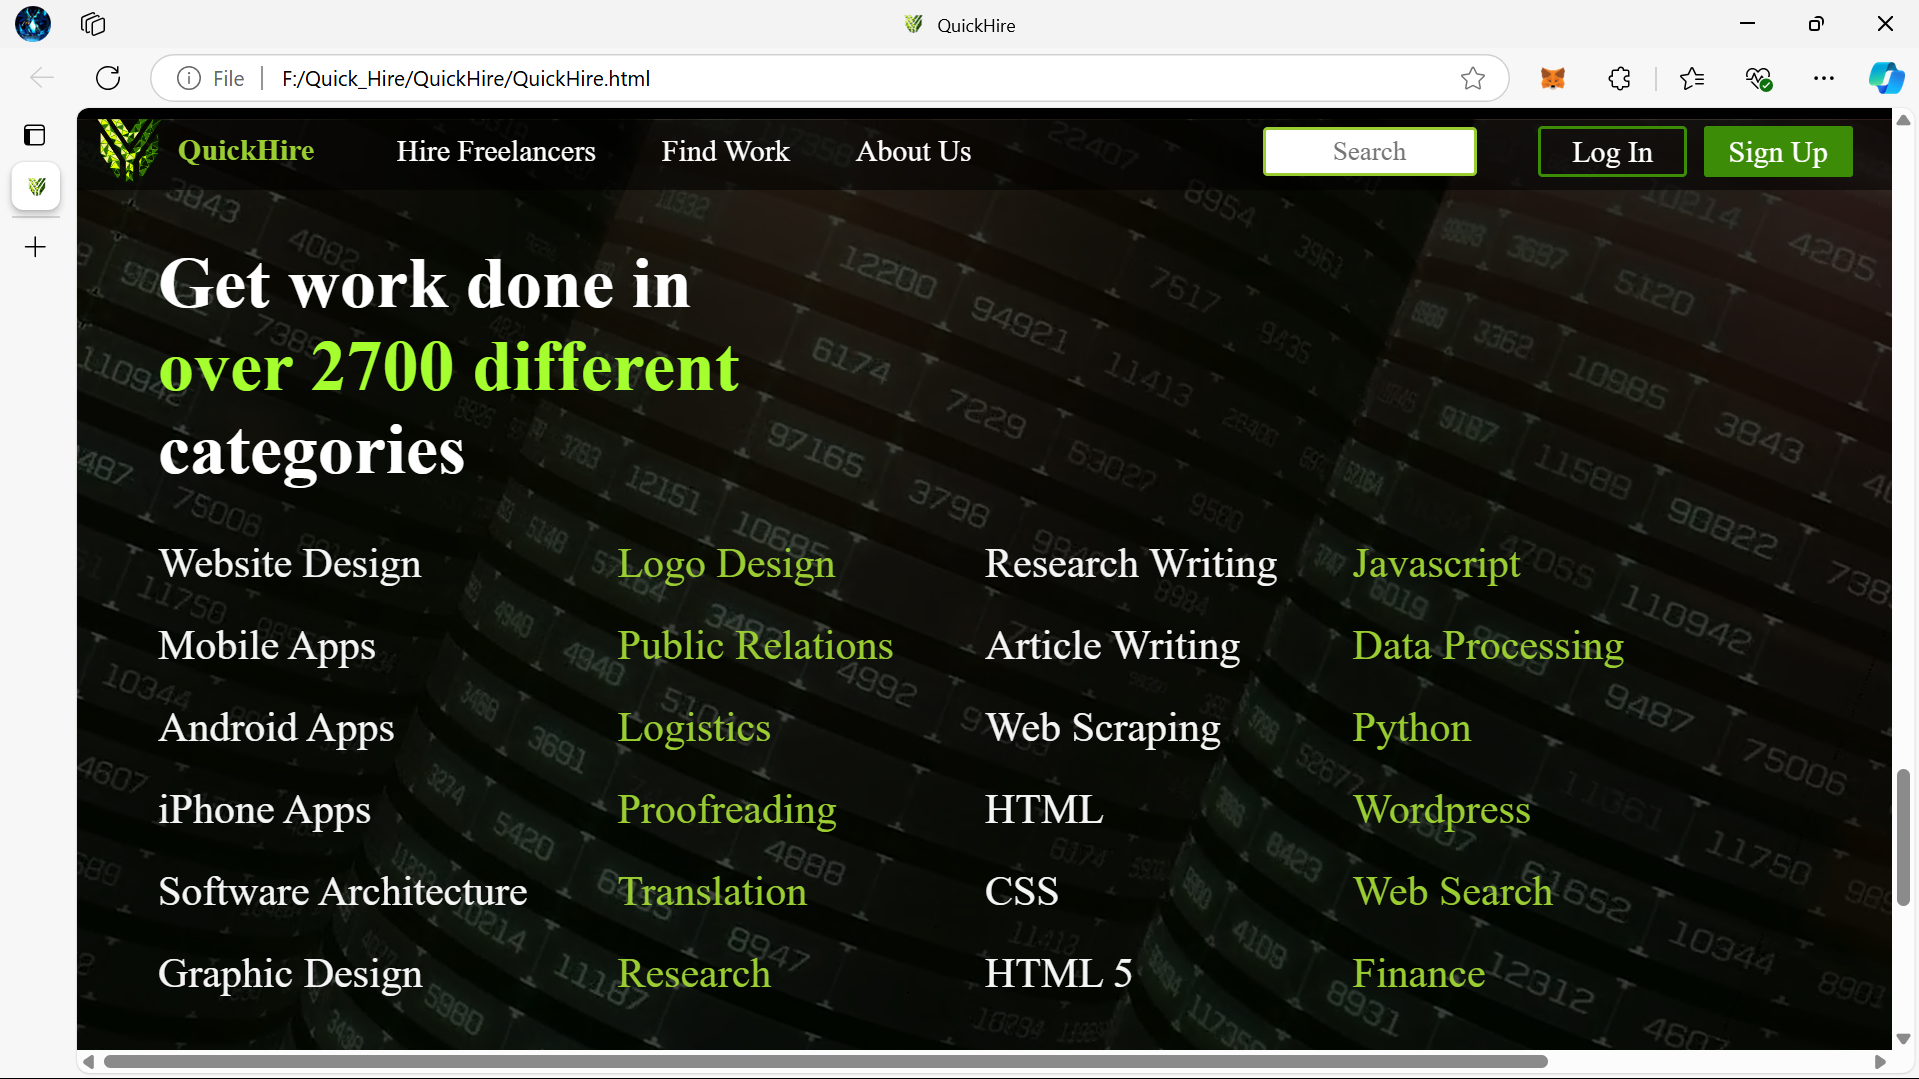 QuickHire
File F:/Quick_Hire/QuickHire/QuickHire.html
QuickHire Hire Freelancers Find Work About Us Search Log In Sign Up
Get work done in
over 2700 different
categories
Website Design Logo Design Research Writing Javascript
Mobile Apps Public Relations Article Writing Data Processing
Android Apps Logistics Web Scraping Python
iPhone Apps Proofreading HTML Wordpress
Software Architecture Translation CSS Web Search
Graphic Design Research HTML 5 Finance